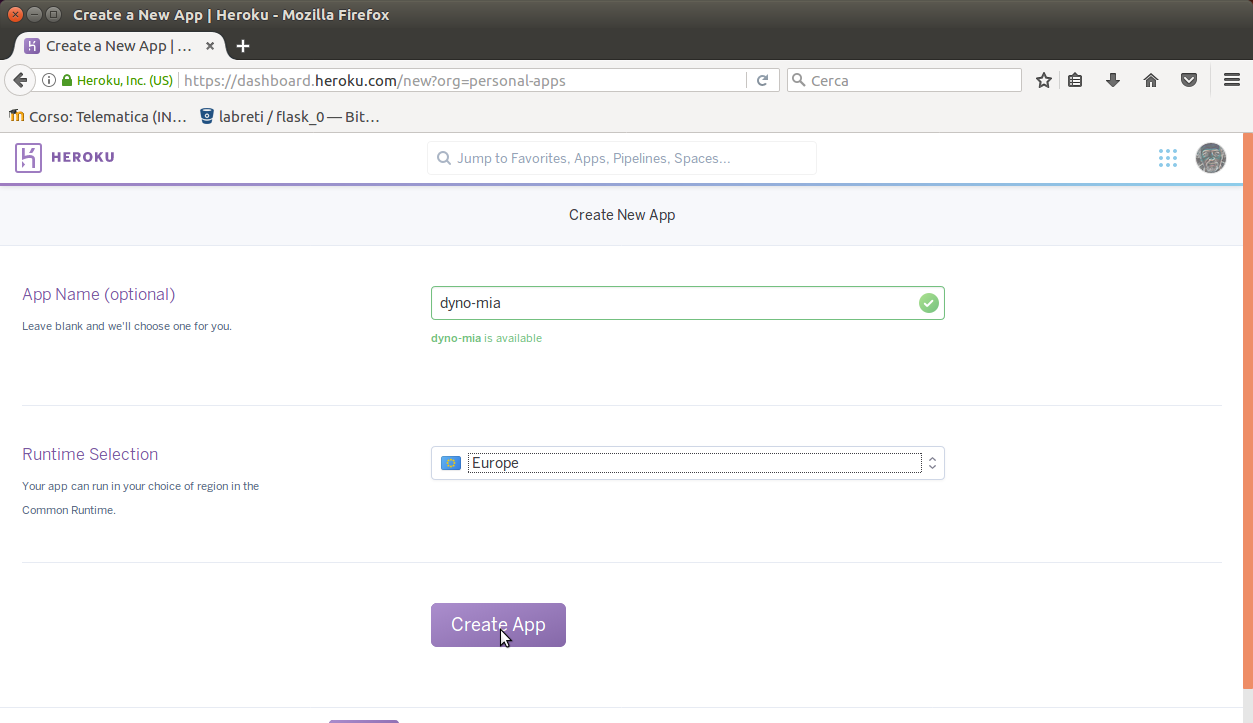 Create a New App | Heroku - Mozilla Firefox
Create a New App | ...
Heroku, Inc. (US)
https://dashboard.heroku.com/new?org=personal-apps
Cerca
Corso: Telematica (IN...
labreti / flask_0 — Bit...
HEROKU
Jump to Favorites, Apps, Pipelines, Spaces...
Create New App
App Name (optional)
Leave blank and we'll choose one for you.
dyno-mia
dyno-mia is available
Runtime Selection
Your app can run in your choice of region in the
Common Runtime.
Europe
Create App